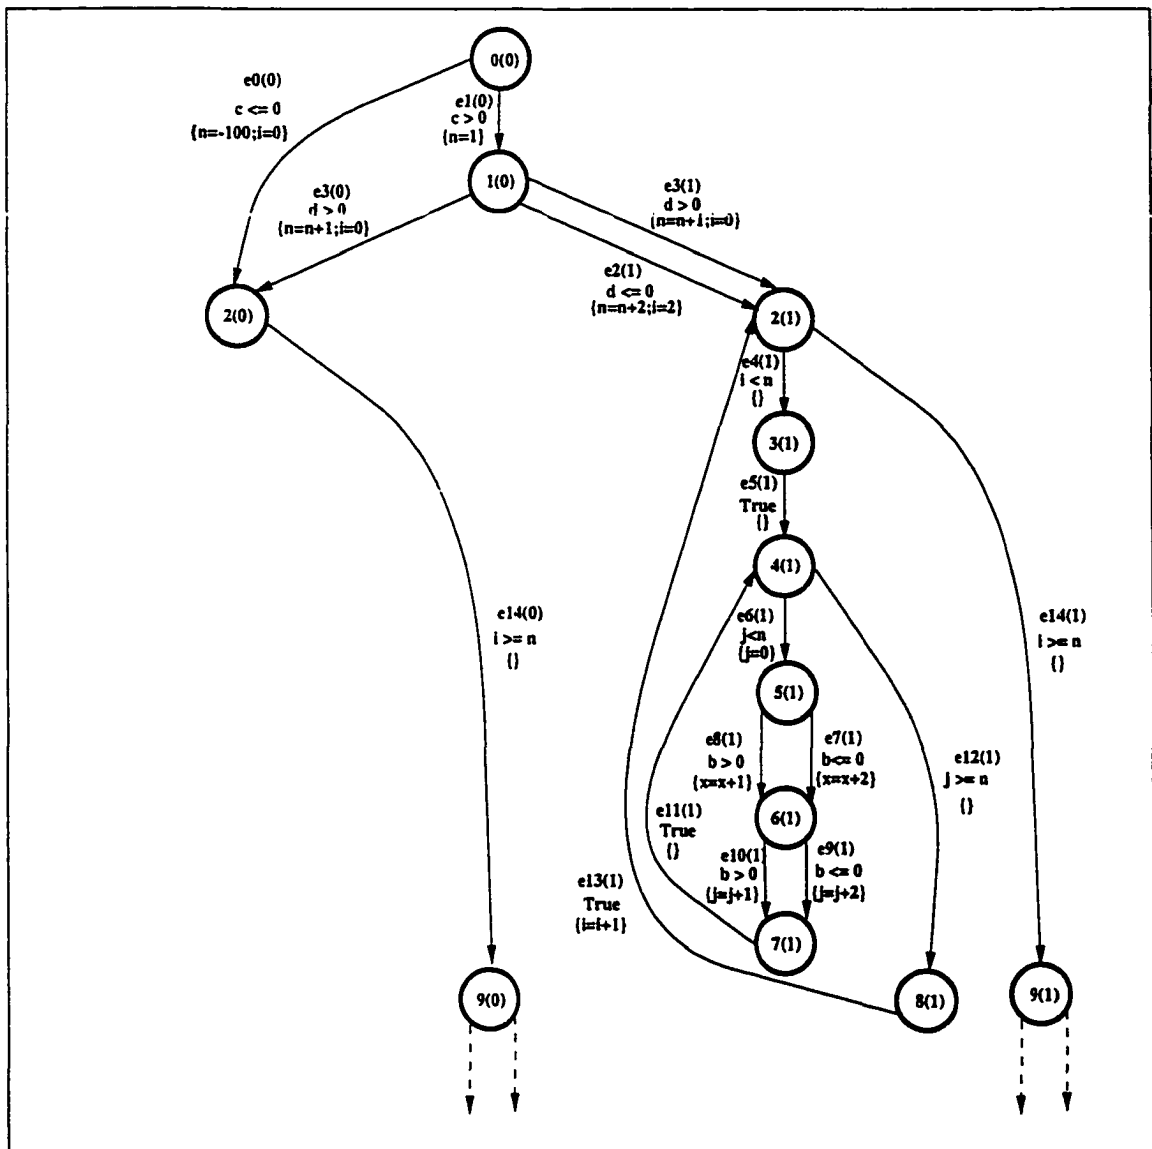 0(0)
e0(0)
c <= 0
{n=-100;i=0}
e1(0)
c > 0
{n=1}
1(0)
e3(0)
d > 0
{n=n+1;i=0}
e3(1)
d > 0
{n=n+1;i=0}
e2(1)
d <= 0
{n=n+2;i=2}
2(0)
2(1)
e4(1)
i < n
{}
3(1)
e5(1)
True
{}
4(1)
e14(0)
i >= n
{}
e6(1)
j<n
{j=0}
e14(1)
i >= n
{}
5(1)
e8(1)
b > 0
{x=x+1}
e7(1)
b<= 0
{x=x+2}
e12(1)
j >= n
{}
e11(1)
True
{}
6(1)
e10(1)
b > 0
{j=j+1}
e9(1)
b <= 0
{j=j+2}
e13(1)
True
{i=i+1}
7(1)
9(0)
8(1)
9(1)